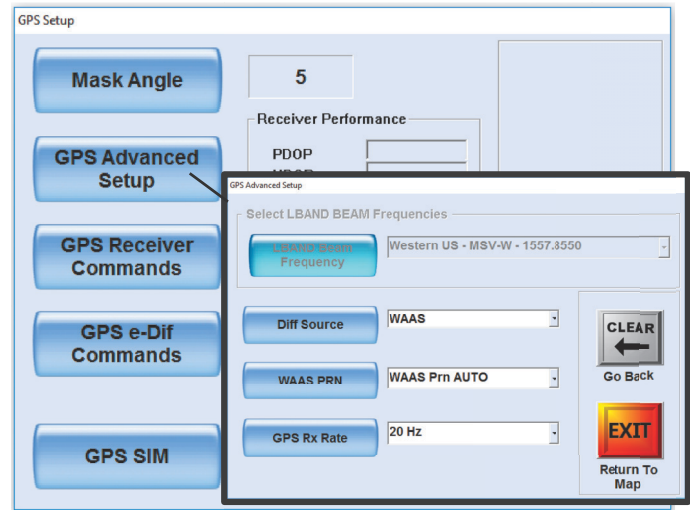 GPS Setup
Mask Angle
5
Receiver Performance
PDOP
GPS Advanced
Setup
GPS Advanced Setup
Select LBAND BEAM Frequencies
LBAND Beam
Frequency
Western US - MSV-W - 1557.8550
GPS Receiver
Commands
Diff Source
WAAS
CLEAR
Go Back
GPS e-Dif
Commands
WAAS PRN
WAAS Prn AUTO
GPS Rx Rate
20 Hz
EXIT
Return To
Map
GPS SIM